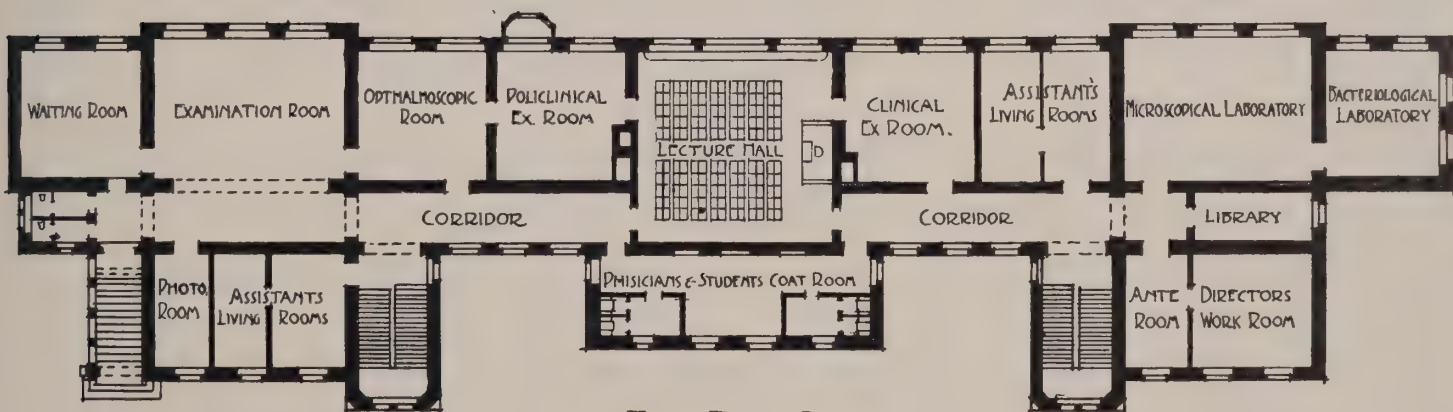 WAITING ROOM
EXAMINATION ROOM
OPTHALMOSCOPIC
ROOM
POLICLINICAL
EX. ROOM
LECTURE HALL
D
CLINICAL
EX ROOM.
ASSISTANT'S
LIVING ROOMS
MICROSCOPICAL LABORATORY
BACTERIOLOGICAL
LABORATORY
CORRIDOR
CORRIDOR
LIBRARY
PHOTO.
ROOM
ASSISTANTS
LIVING ROOMS
PHISICIANS & STUDENTS COAT ROOM
ANTE
ROOM
DIRECTORS
WORK ROOM